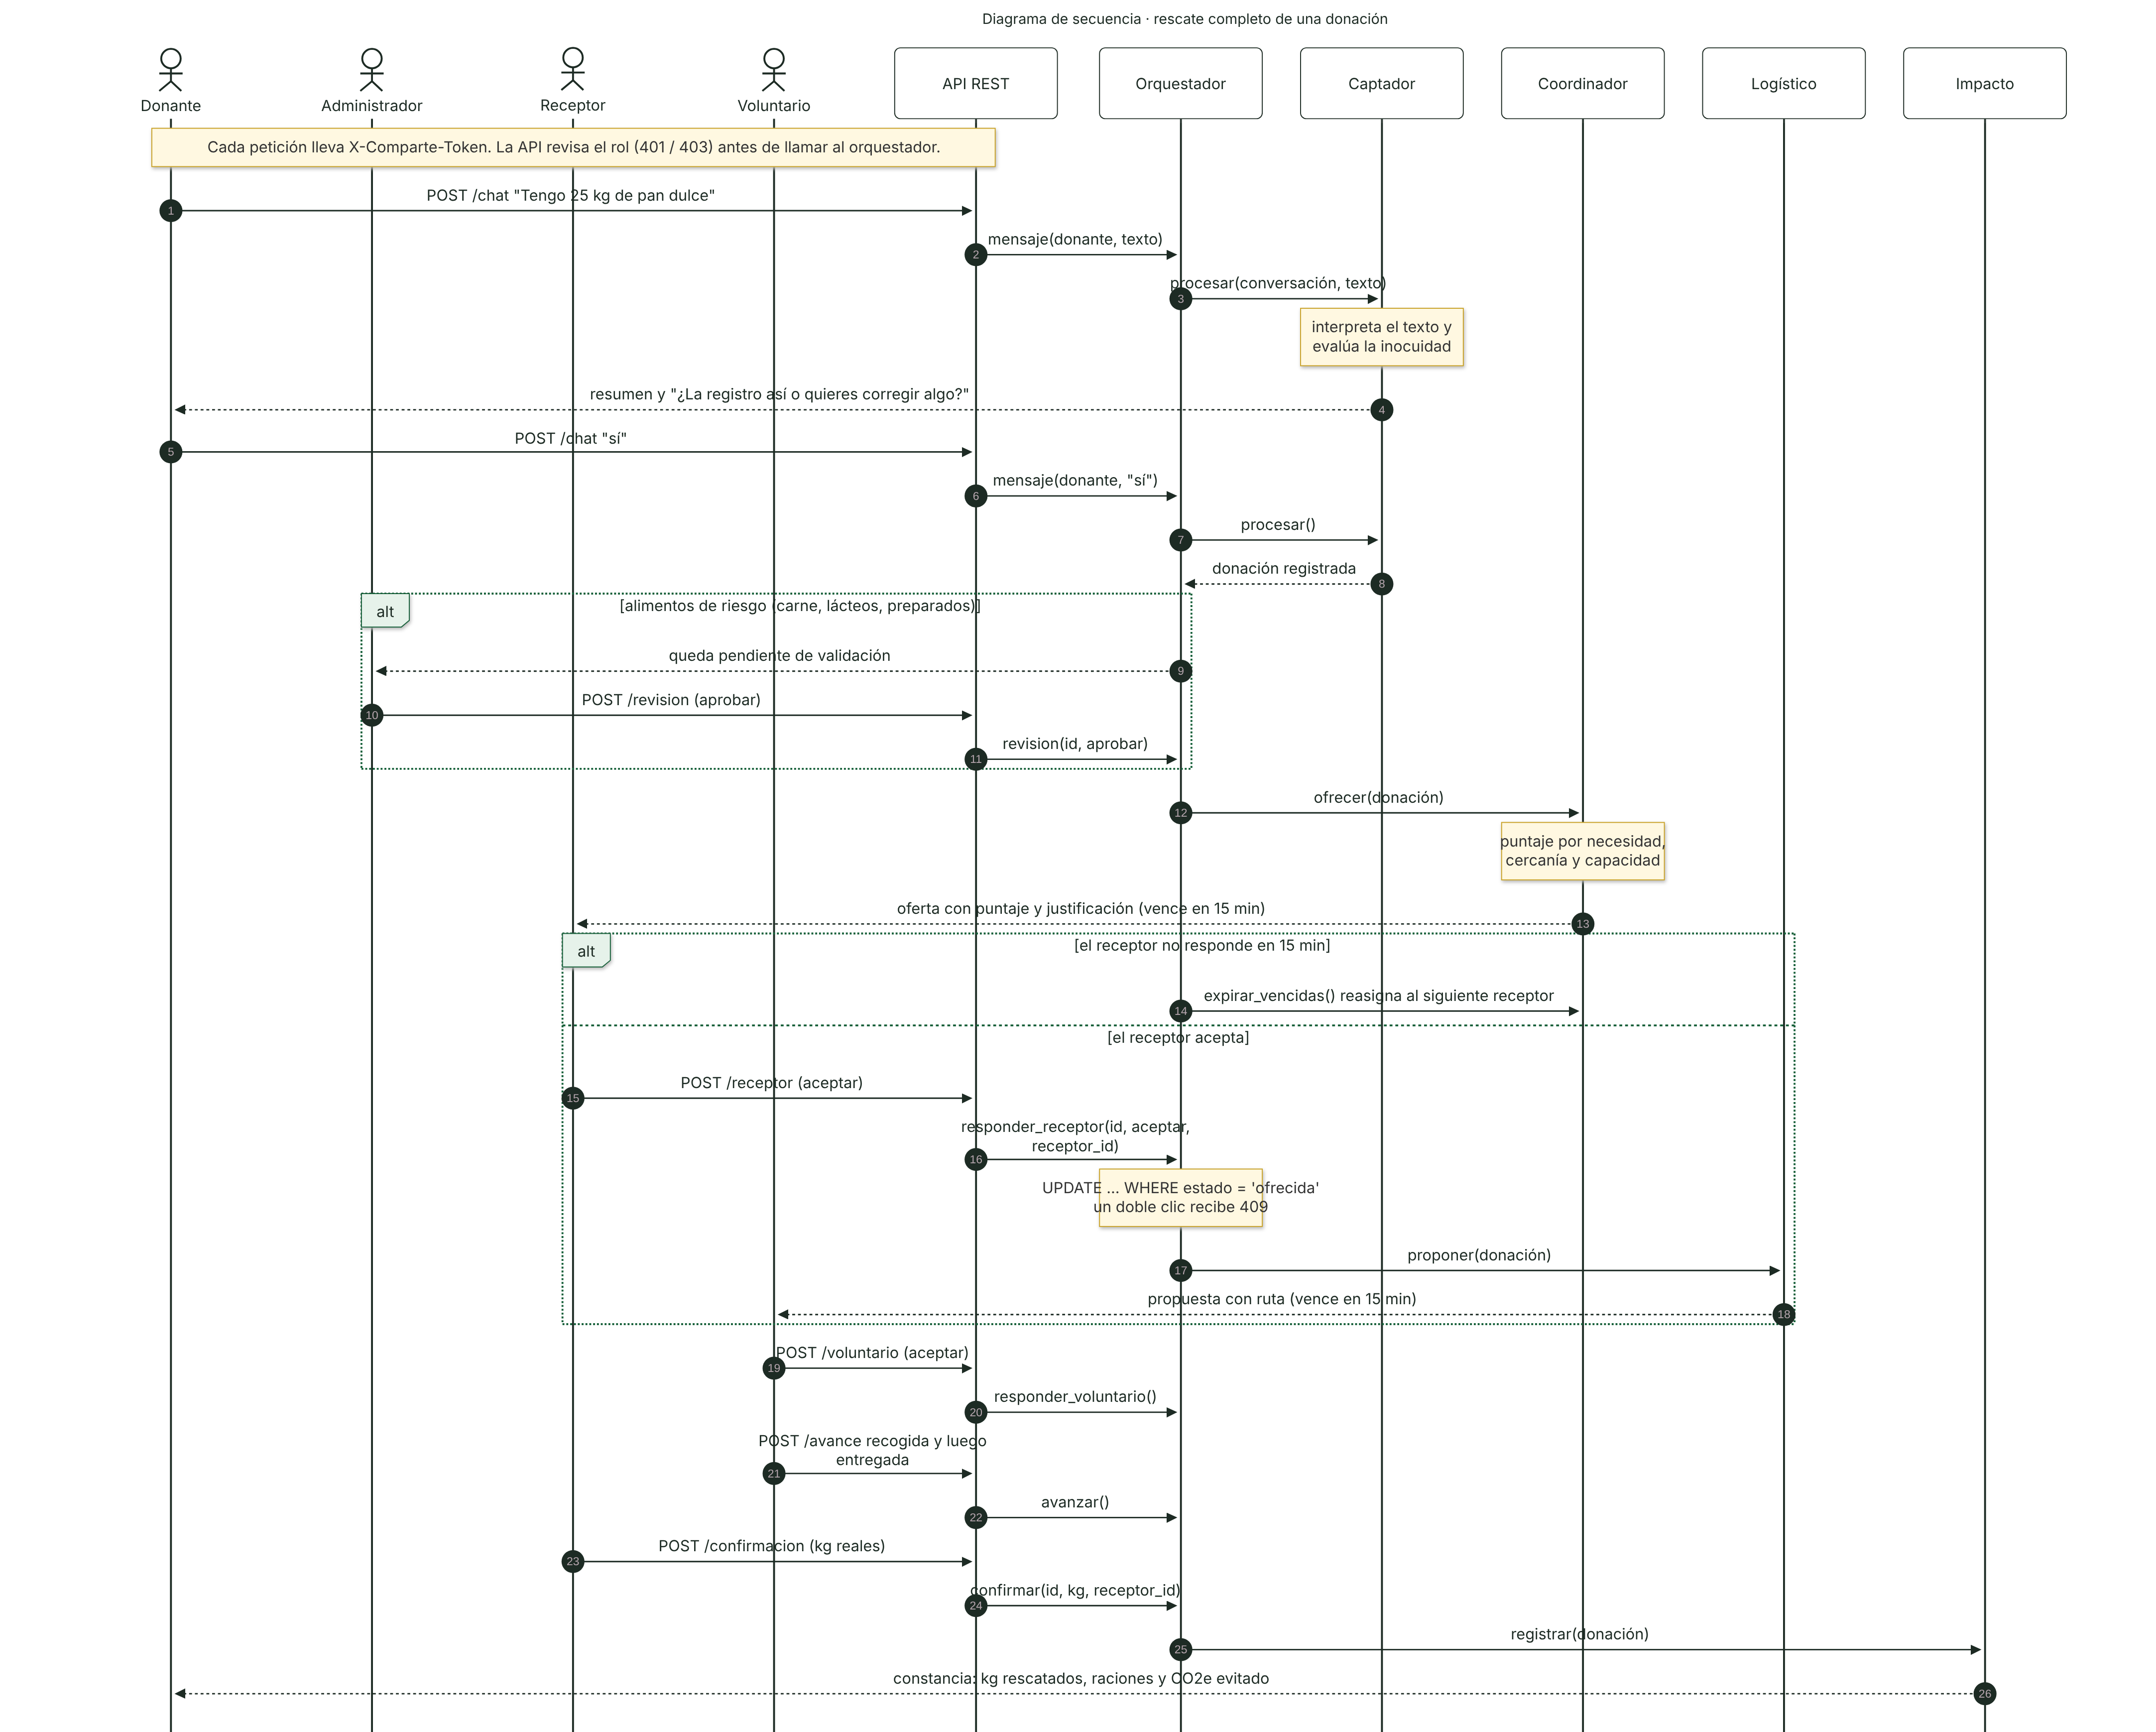 Diagrama de secuencia · rescate completo de una donación
Donante
Administrador
Receptor
Voluntario
API REST
Orquestador
Captador
Coordinador
Logístico
Impacto
Cada petición lleva X-Comparte-Token. La API revisa el rol (401 / 403) antes de llamar al orquestador.
POST /chat "Tengo 25 kg de pan dulce"
1
mensaje(donante, texto)
2
procesar(conversación, texto)
3
interpreta el texto y
evalúa la inocuidad
resumen y "¿La registro así o quieres corregir algo?"
4
POST /chat "sí"
5
mensaje(donante, "sí")
6
procesar()
7
donación registrada
8
alt
[alimentos de riesgo (carne, lácteos, preparados)]
queda pendiente de validación
9
POST /revision (aprobar)
10
revision(id, aprobar)
11
ofrecer(donación)
12
puntaje por necesidad,
cercanía y capacidad
oferta con puntaje y justificación (vence en 15 min)
13
alt
[el receptor no responde en 15 min]
expirar_vencidas() reasigna al siguiente receptor
14
[el receptor acepta]
POST /receptor (aceptar)
15
responder_receptor(id, aceptar,
receptor_id)
16
UPDATE ... WHERE estado = 'ofrecida'
un doble clic recibe 409
proponer(donación)
17
propuesta con ruta (vence en 15 min)
18
POST /voluntario (aceptar)
19
responder_voluntario()
20
POST /avance recogida y luego
entregada
21
avanzar()
22
POST /confirmacion (kg reales)
23
confirmar(id, kg, receptor_id)
24
registrar(donación)
25
constancia: kg rescatados, raciones y CO2e evitado
26